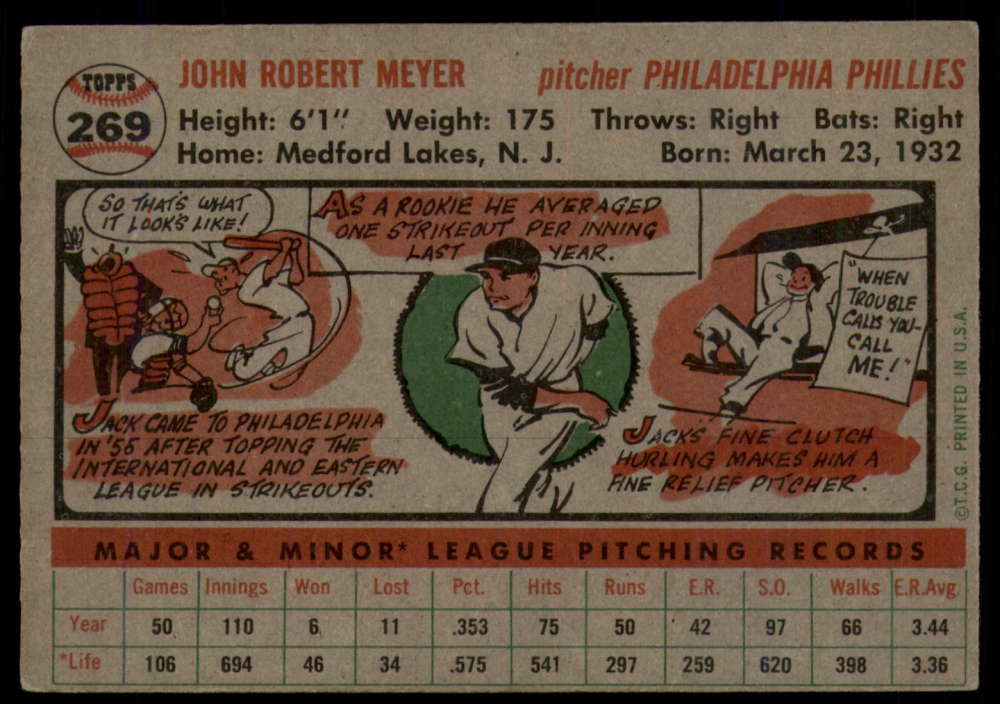 TOPPS
269
JOHN ROBERT MEYER pitcher PHILADELPHIA PHILLIES
Height: 6'1" Weight: 175 Throws: Right Bats: Right
Home: Medford Lakes, N. J. Born: March 23, 1932
SO THAT'S WHAT
IT LOOKS LIKE!
AS A ROOKIE HE AVERAGED
ONE STRIKEOUT PER INNING
LAST YEAR.
"WHEN
TROUBLE
CALLS YOU-
CALL
ME!"
JACK CAME TO PHILADELPHIA
IN '55 AFTER TOPPING THE
INTERNATIONAL AND EASTERN
LEAGUE IN STRIKEOUTS.
JACKS' FINE CLUTCH
HURLING MAKES HIM A
FINE RELIEF PITCHER.
©T.C.G. PRINTED IN U.S.A.
MAJOR & MINOR* LEAGUE PITCHING RECORDS
Games Innings Won Lost Pct. Hits Runs E.R. S.O. Walks E.R.Avg.
Year 50 110 6 11 .353 75 50 42 97 66 3.44
*Life 106 694 46 34 .575 541 297 259 620 398 3.36